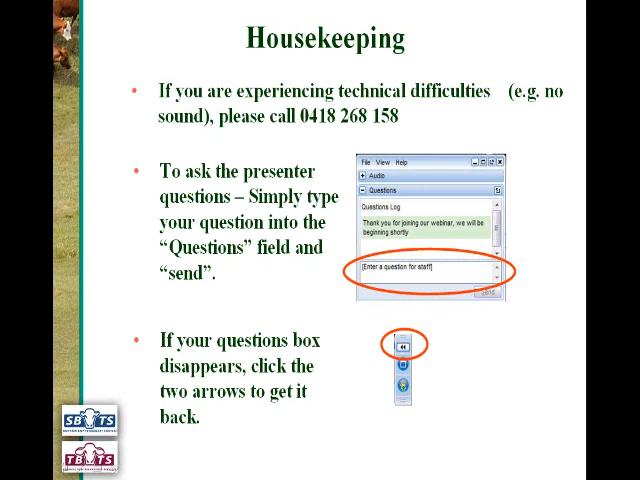 Housekeeping
• If you are experiencing technical difficulties (e.g. no
sound), please call 0418 268 158
• To ask the presenter
questions – Simply type
your question into the
“Questions” field and
“send”.
File View Help
Audio
Questions
Questions Log
Thank you for joining our webinar, we will be
beginning shortly
[Enter a question for staff]
Send
• If your questions box
disappears, click the
two arrows to get it
back.
SBTS
TBTS